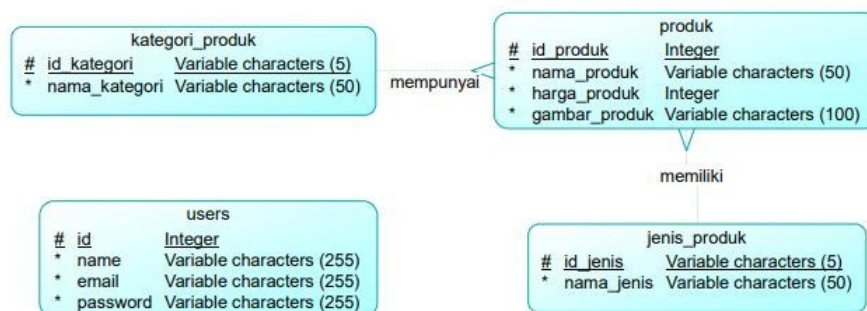 kategori_produk
# id_kategori Variable characters (5)
* nama_kategori Variable characters (50)
mempunyai
produk
# id_produk Integer
* nama_produk Variable characters (50)
* harga_produk Integer
* gambar_produk Variable characters (100)
memiliki
users
# id Integer
* name Variable characters (255)
* email Variable characters (255)
* password Variable characters (255)
jenis_produk
# id_jenis Variable characters (5)
* nama_jenis Variable characters (50)